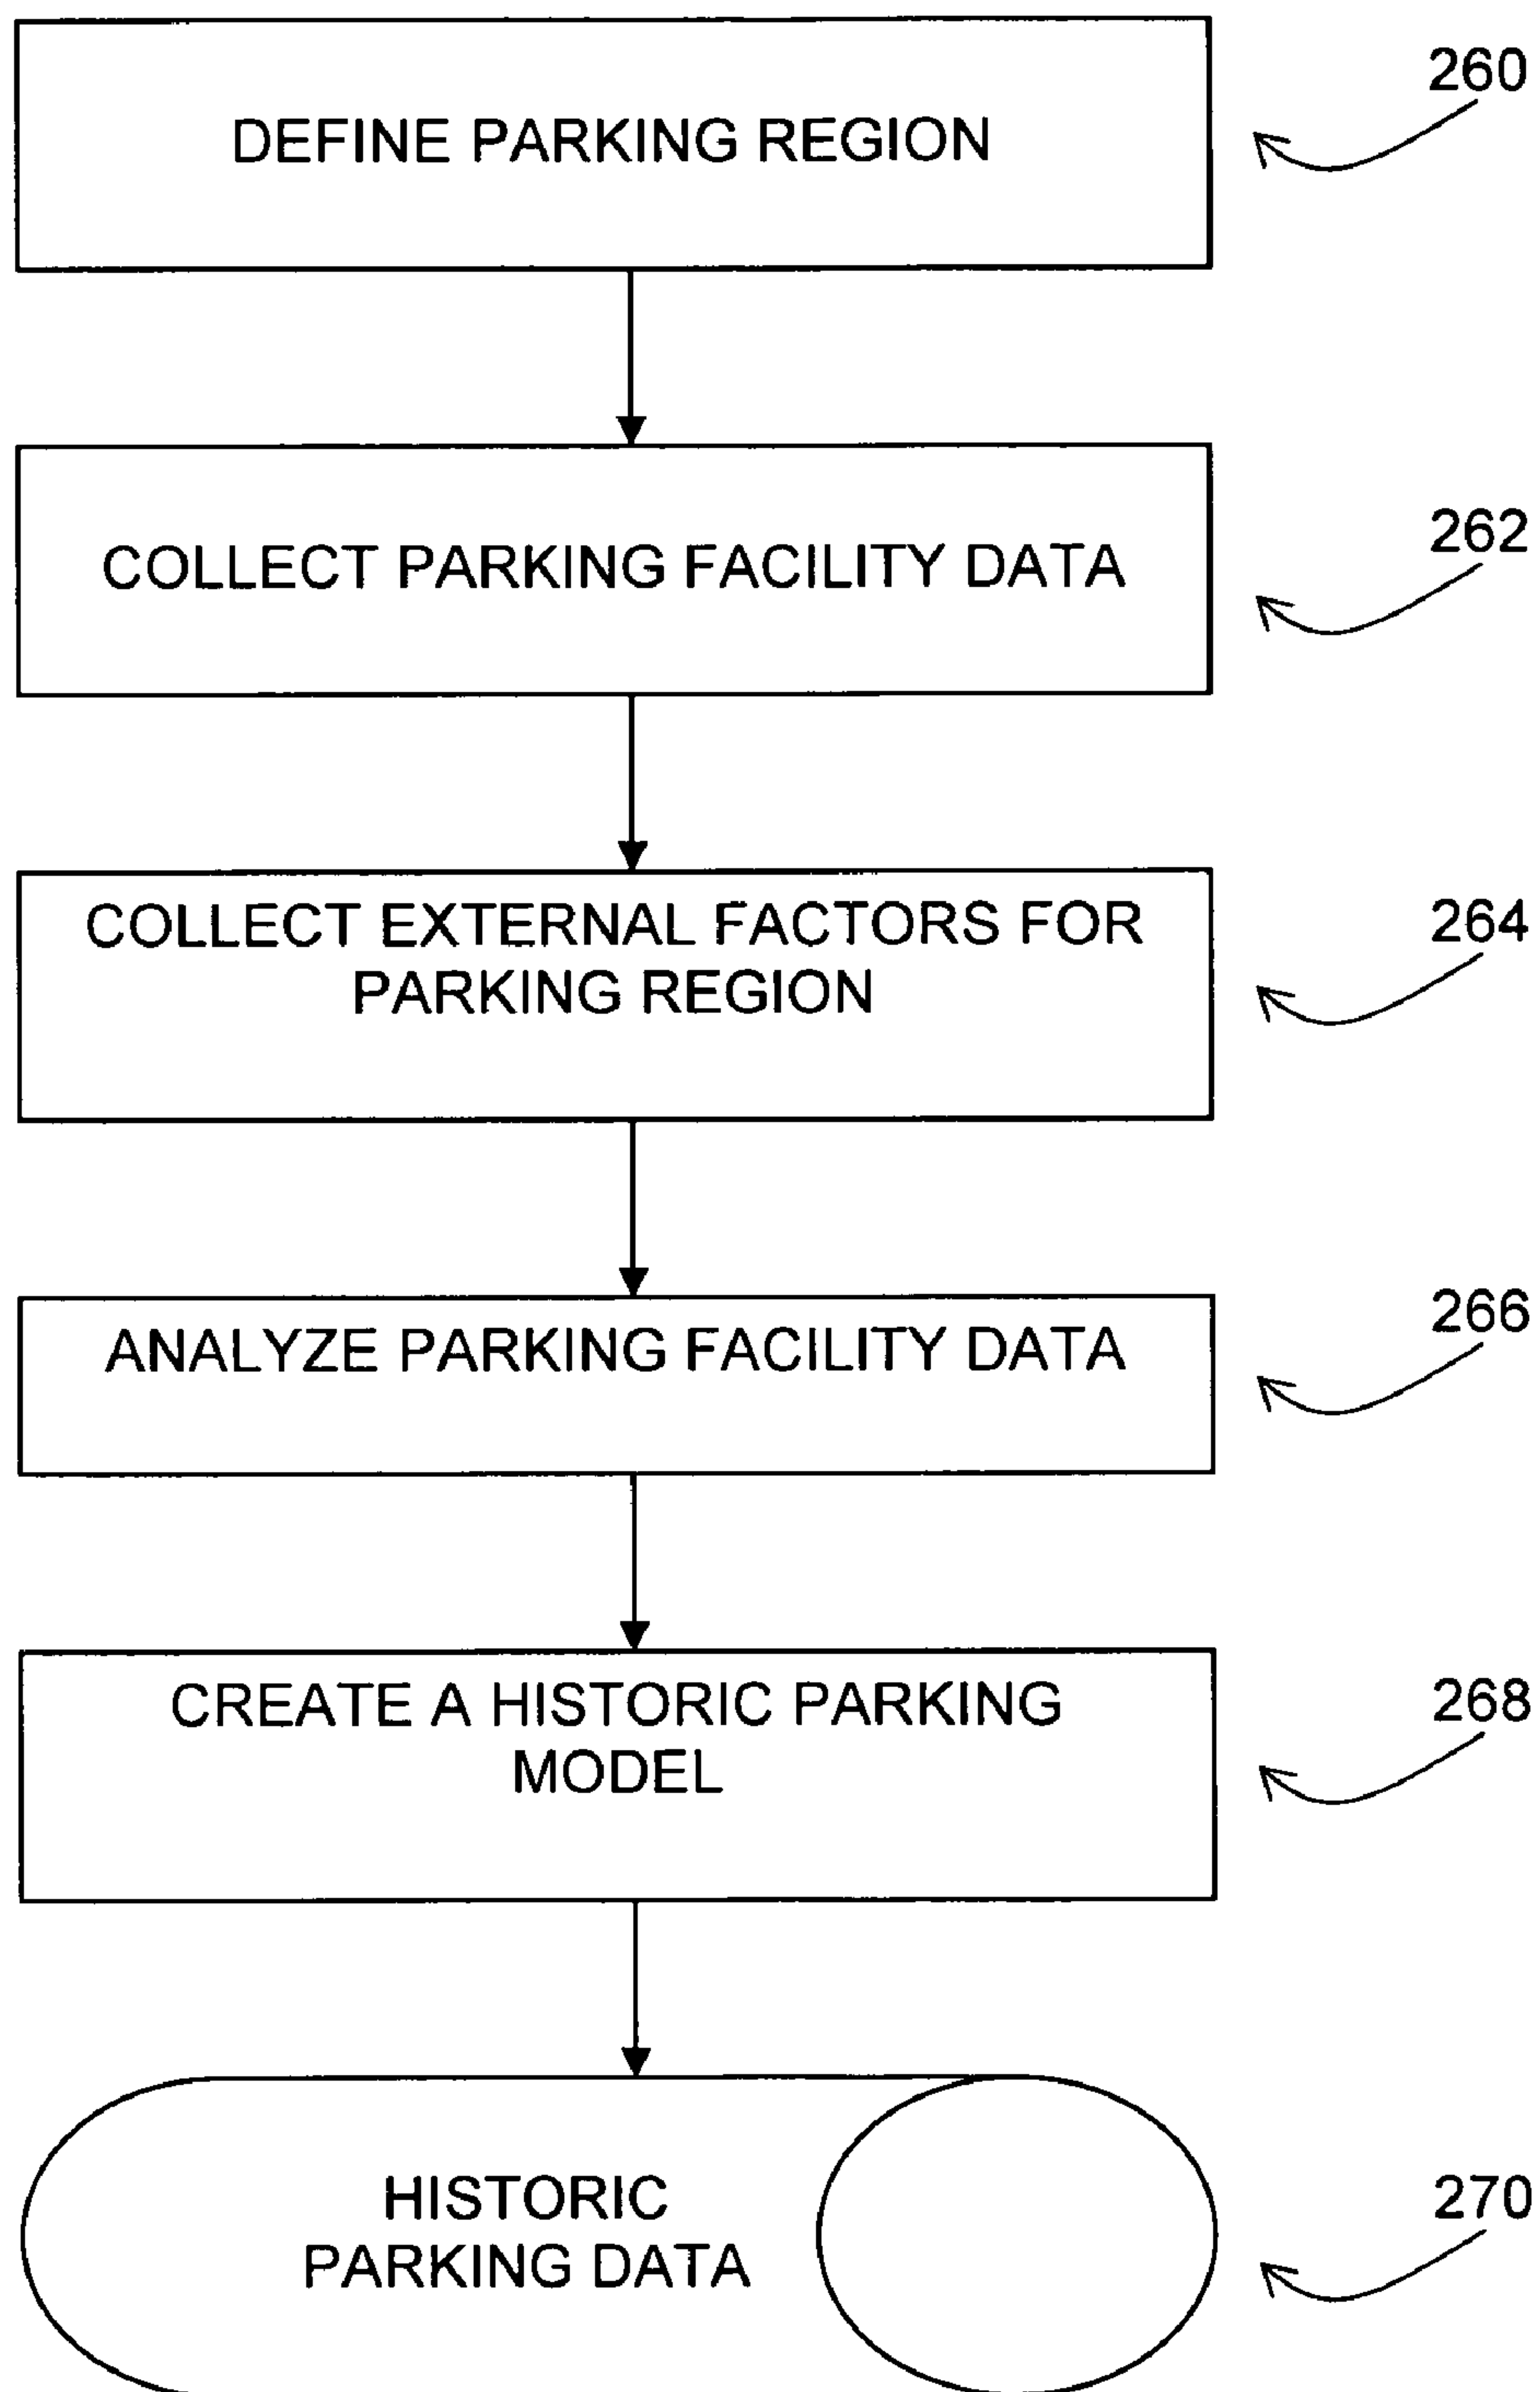 DEFINE PARKING REGION
260
COLLECT PARKING FACILITY DATA
262
COLLECT EXTERNAL FACTORS FOR
PARKING REGION
264
ANALYZE PARKING FACILITY DATA
266
CREATE A HISTORIC PARKING
MODEL
268
HISTORIC
PARKING DATA
270